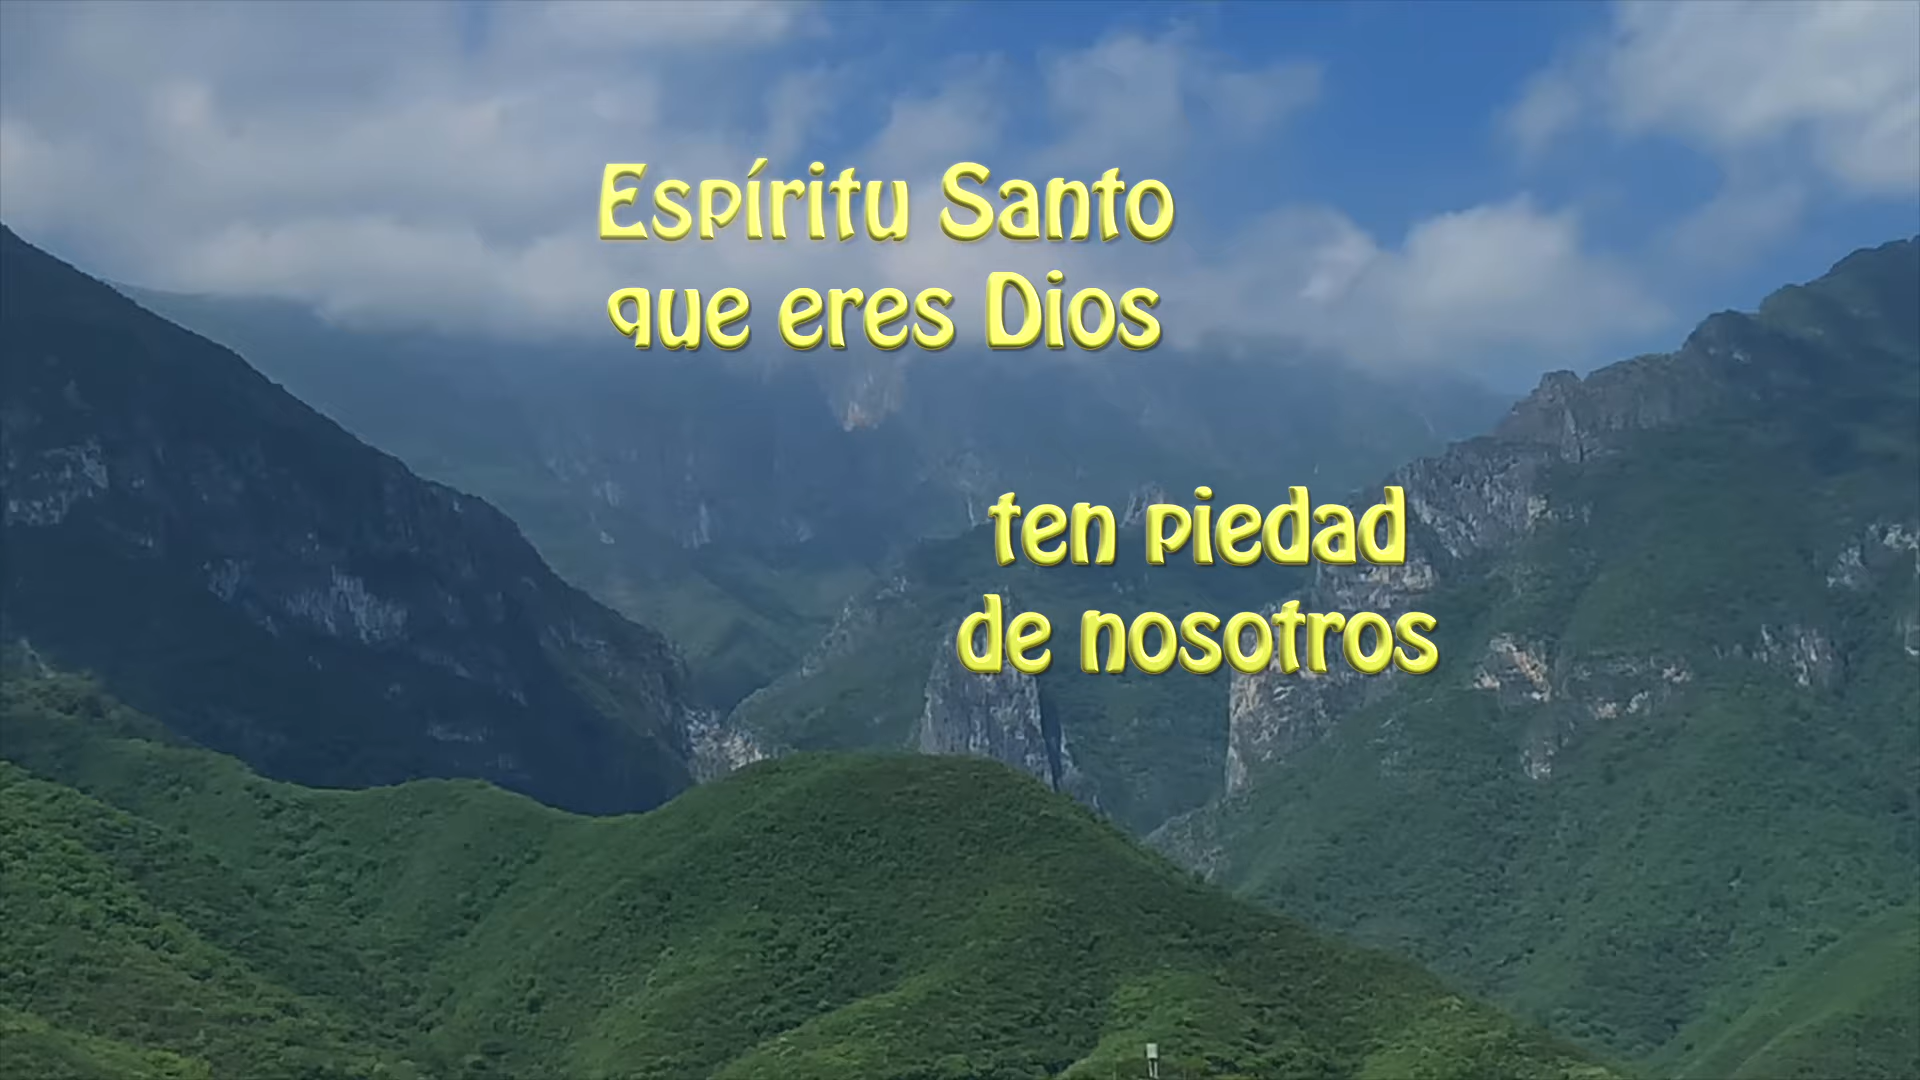 Espíritu Santo
que eres Dios
ten piedad
de nosotros